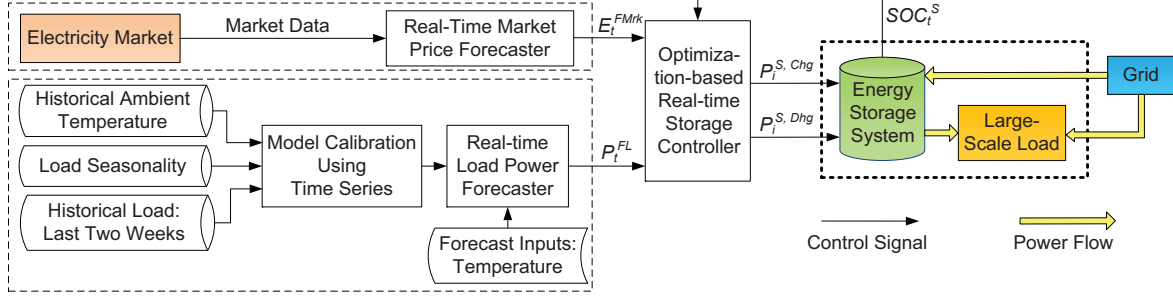 Electricity Market
Market Data
Real-Time Market
Price Forecaster
E_t^{FMrk}
Historical Ambient
Temperature
Load Seasonality
Historical Load:
Last Two Weeks
Model Calibration
Using
Time Series
Real-time
Load Power
Forecaster
Forecast Inputs:
Temperature
P_t^{FL}
Optimiza-
tion-based
Real-time
Storage
Controller
P_i^{S, Chg}
P_i^{S, Dhg}
SOC_t^S
Energy
Storage
System
Large-
Scale Load
Grid
Control Signal
Power Flow